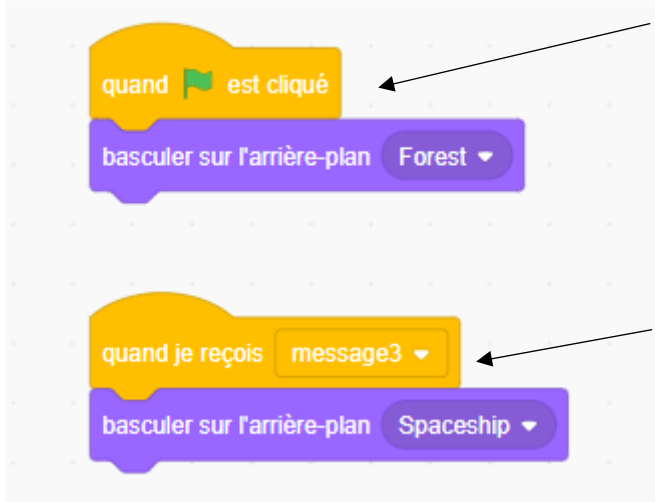 quand est cliqué
basculer sur l'arrière-plan Forest
quand je reçois message3
basculer sur l'arrière-plan Spaceship